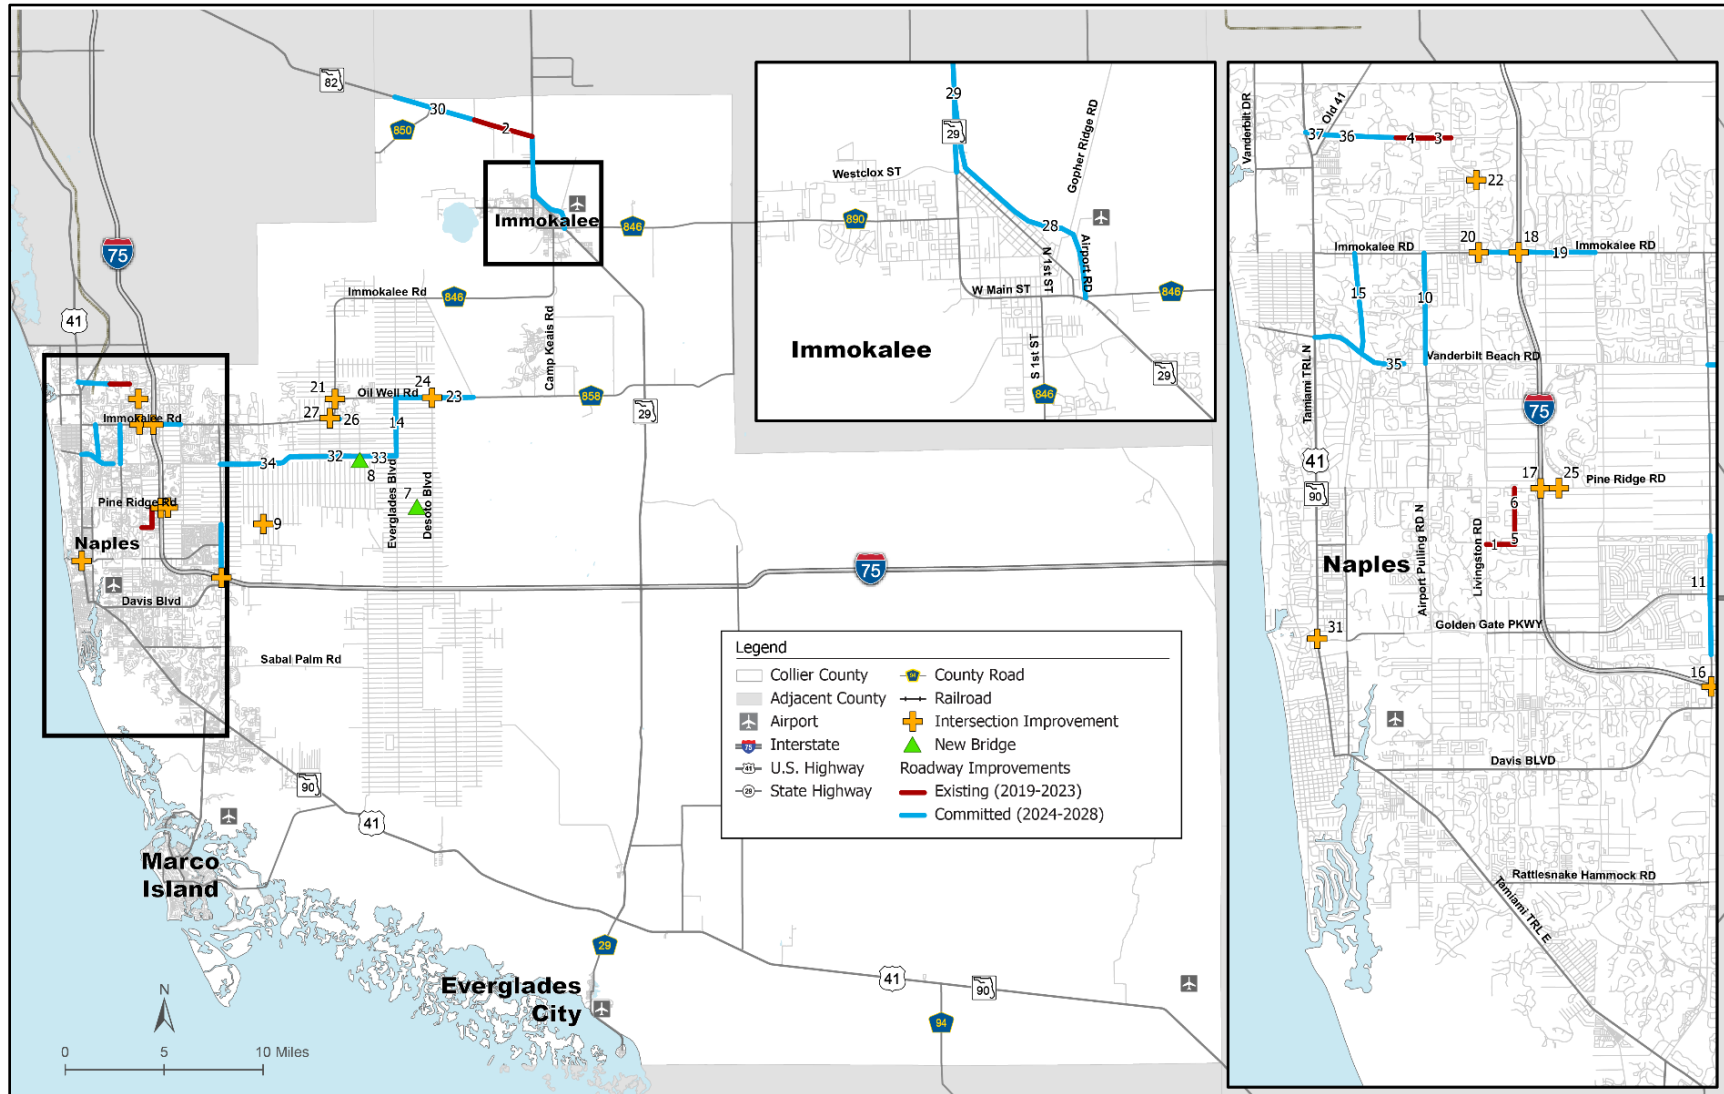 82
30
2
850
Immokalee
846
75
Immokalee Rd
846
41
Camp Keais Rd
21
24
Oil Well Rd
23
858
27
26
14
29
Immokalee Rd
34
32
33
8
7
Everglades Blvd
Desoto Blvd
Pine Ridge Rd
9
Naples
75
Davis Blvd
Sabal Palm Rd
90
41
Marco
Island
29
Everglades
City
41
90
94
N
0
5
10 Miles
29
29
Westclox ST
Gopher Ridge RD
890
28
N 1st ST
Airport RD
W Main ST
846
Immokalee
S 1st ST
846
29
Legend
Collier County
Adjacent County
Airport
Interstate
U.S. Highway
State Highway
County Road
Railroad
Intersection Improvement
New Bridge
Roadway Improvements
Existing (2019-2023)
Committed (2024-2028)
Vanderbilt DR
Old 41
37
36
4
3
22
Immokalee RD
20
18
19
Immokalee RD
15
10
Tamiami TRL N
35
Vanderbilt Beach RD
75
41
90
17
25
Pine Ridge RD
6
5
1
Livingston RD
Airport Pulling RD N
Naples
11
31
Golden Gate PKWY
16
Davis BLVD
Rattlesnake Hammock RD
Tamiami TRL E